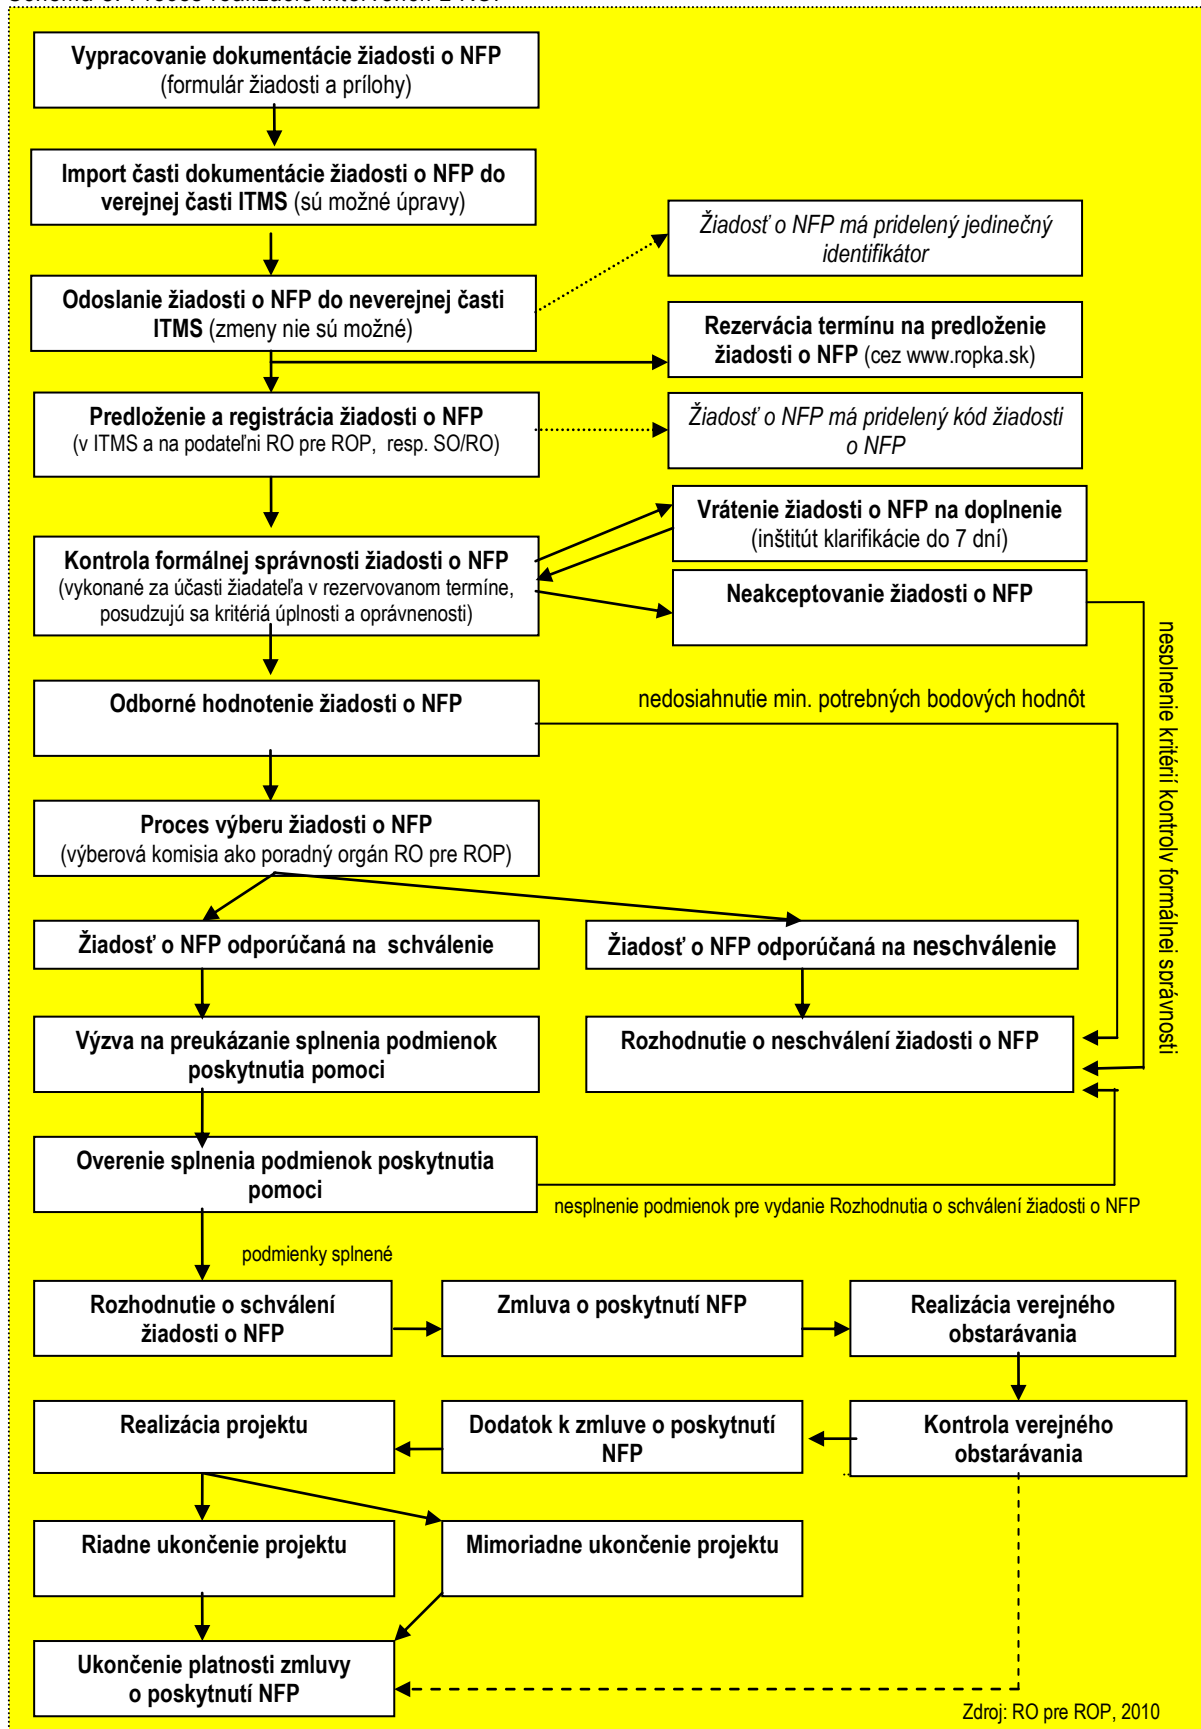 Vypracovanie dokumentácie žiadosti o NFP
(formulár žiadosti a prílohy)
Import časti dokumentácie žiadosti o NFP do
verejnej časti ITMS (sú možné úpravy)
Žiadosť o NFP má pridelený jedinečný
identifikátor
Odoslanie žiadosti o NFP do neverejnej časti
ITMS (zmeny nie sú možné)
Rezervácia termínu na predloženie
žiadosti o NFP (cez www.ropka.sk)
Predloženie a registrácia žiadosti o NFP
(v ITMS a na podateľni RO pre ROP, resp. SO/RO)
Žiadosť o NFP má pridelený kód žiadosti
o NFP
Vrátenie žiadosti o NFP na doplnenie
(inštitút klarifikácie do 7 dní)
Kontrola formálnej správnosti žiadosti o NFP
(vykonané za účasti žiadateľa v rezervovanom termíne,
posudzujú sa kritériá úplnosti a oprávnenosti)
Neakceptovanie žiadosti o NFP
nesplnenie kritérií kontroly formálnej správnosti
Odborné hodnotenie žiadosti o NFP
nedosiahnutie min. potrebných bodových hodnôt
Proces výberu žiadosti o NFP
(výberová komisia ako poradný orgán RO pre ROP)
Žiadosť o NFP odporúčaná na schválenie
Žiadosť o NFP odporúčaná na neschválenie
Výzva na preukázanie splnenia podmienok
poskytnutia pomoci
Rozhodnutie o neschválení žiadosti o NFP
Overenie splnenia podmienok poskytnutia
pomoci
nesplnenie podmienok pre vydanie Rozhodnutia o schválení žiadosti o NFP
podmienky splnené
Rozhodnutie o schválení
žiadosti o NFP
Zmluva o poskytnutí NFP
Realizácia verejného
obstarávania
Realizácia projektu
Dodatok k zmluve o poskytnutí
NFP
Kontrola verejného
obstarávania
Riadne ukončenie projektu
Mimoriadne ukončenie projektu
Ukončenie platnosti zmluvy
o poskytnutí NFP
Zdroj: RO pre ROP, 2010